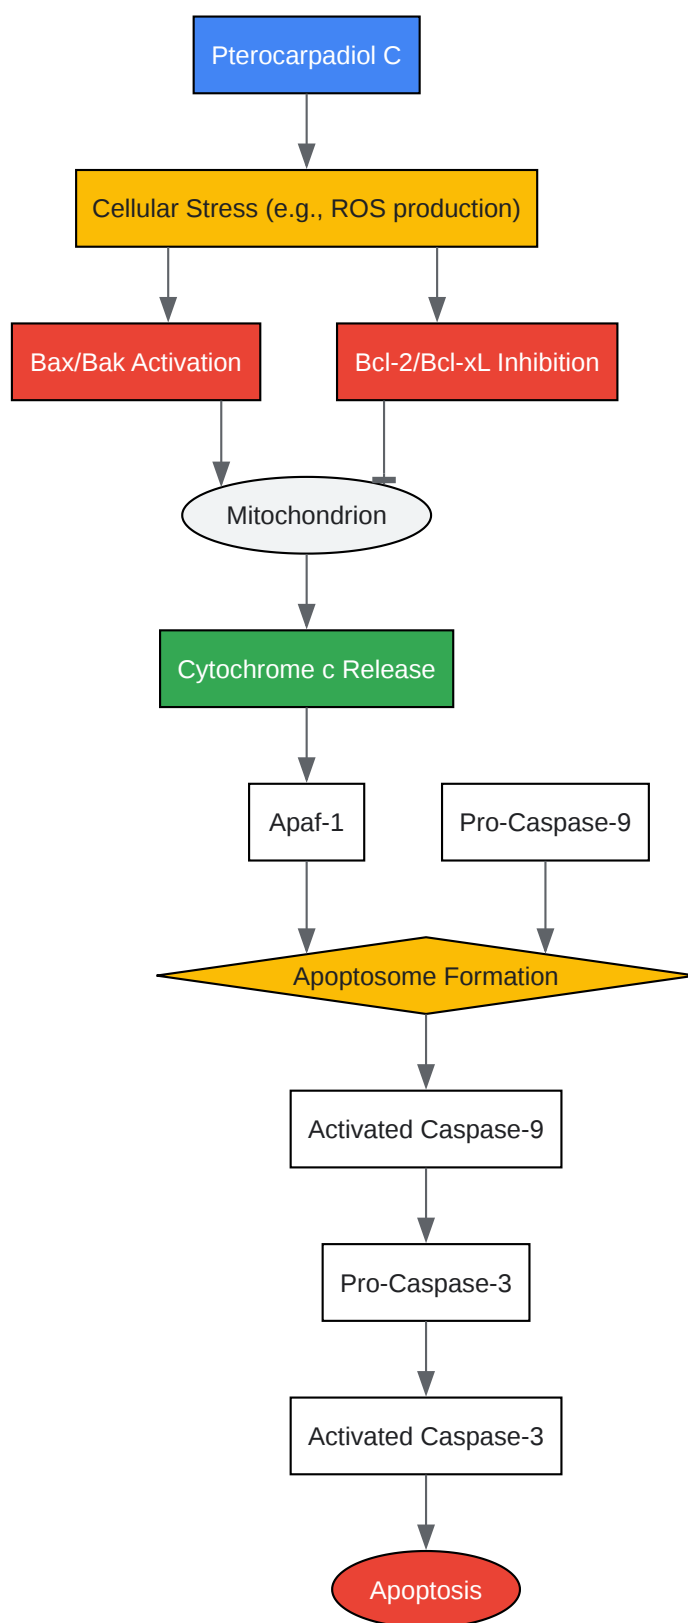 Pterocarpadiol C
Cellular Stress (e.g., ROS production)
Bax/Bak Activation
Bcl-2/Bcl-xL Inhibition
Mitochondrion
Cytochrome c Release
Apaf-1
Pro-Caspase-9
Apoptosome Formation
Activated Caspase-9
Pro-Caspase-3
Activated Caspase-3
Apoptosis